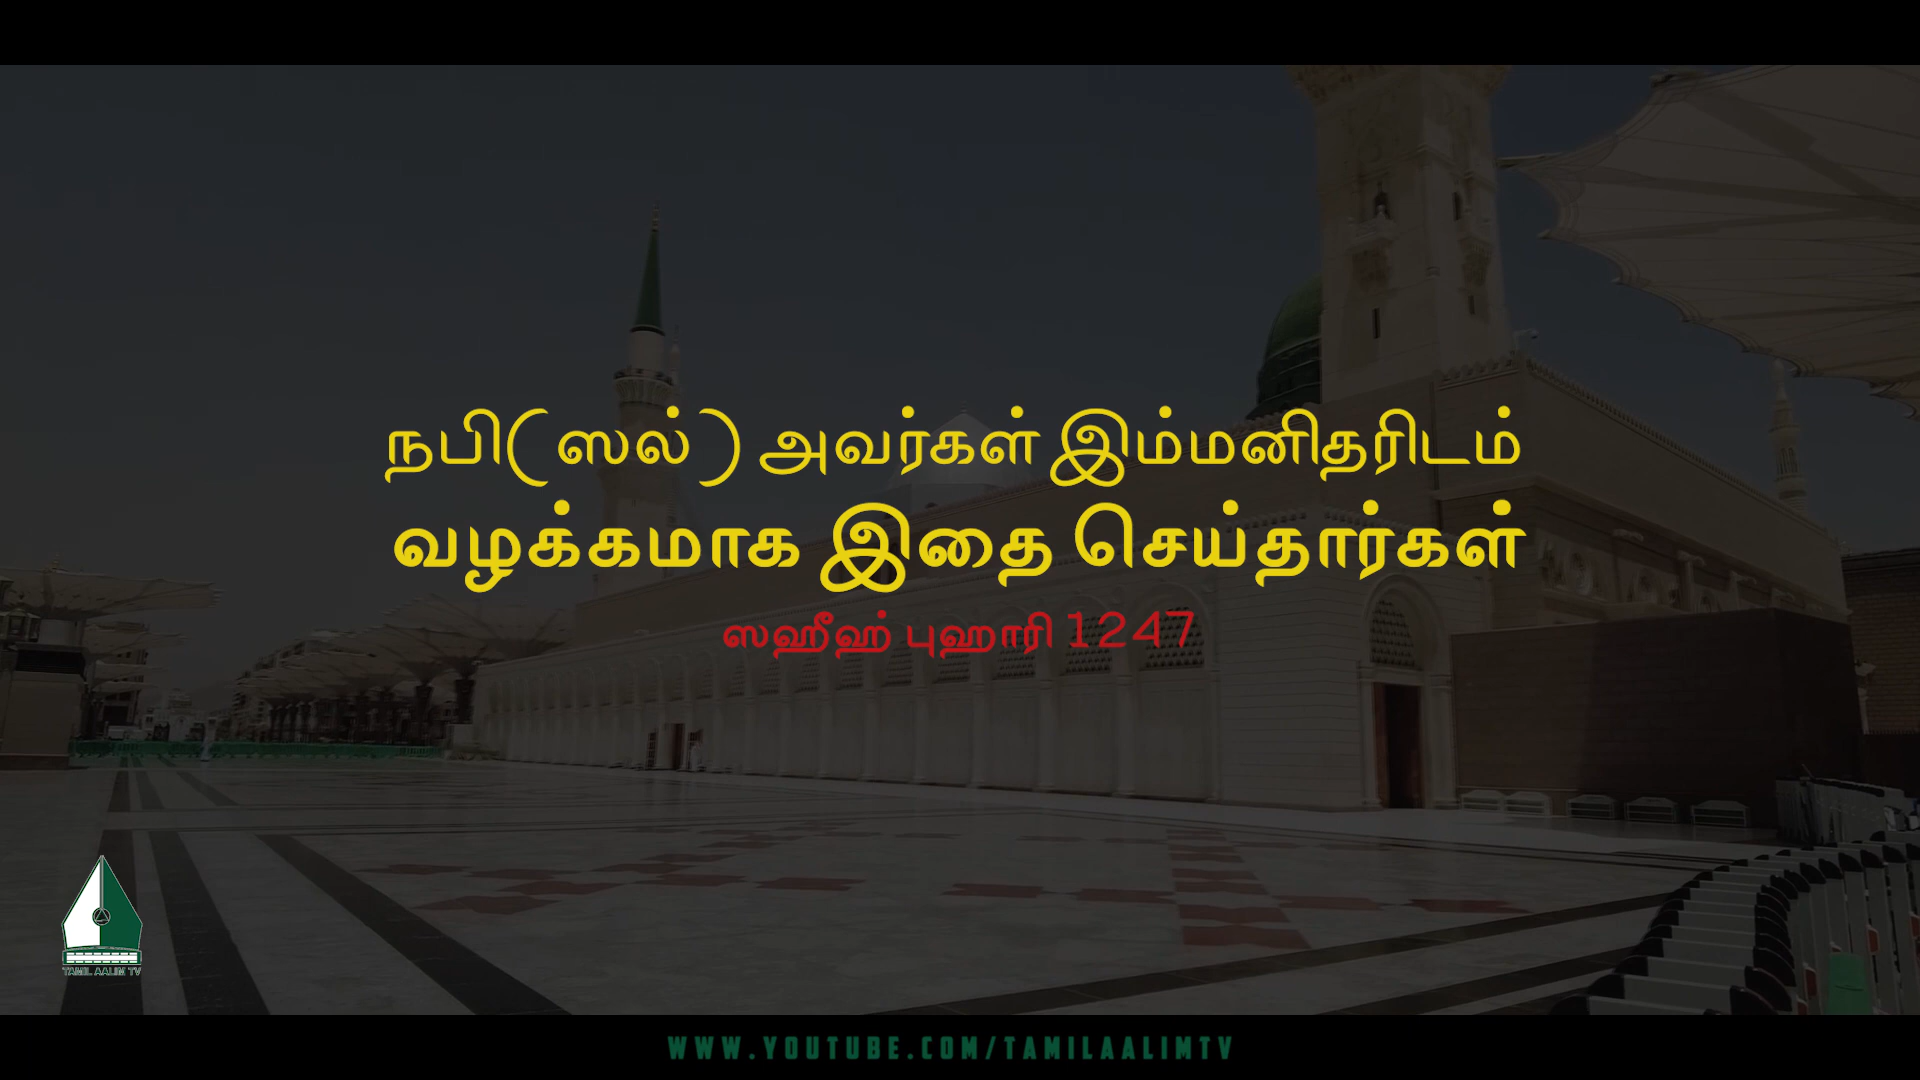 நபி(ஸல்) அவர்கள் இம்மனிதரிடம்
வழக்கமாக இதை செய்தார்கள்
ஸஹீஹ் புஹாரி 1247
TAMIL AALIM TV
WWW.YOUTUBE.COM/TAMILAALIMTV